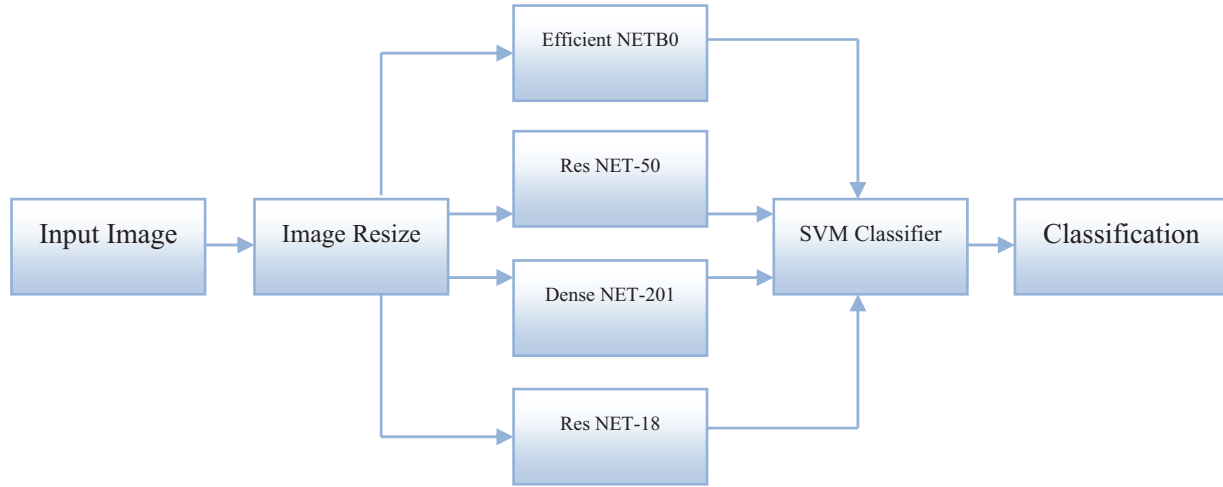 Input Image
Image Resize
Efficient NETB0
Res NET-50
Dense NET-201
Res NET-18
SVM Classifier
Classification